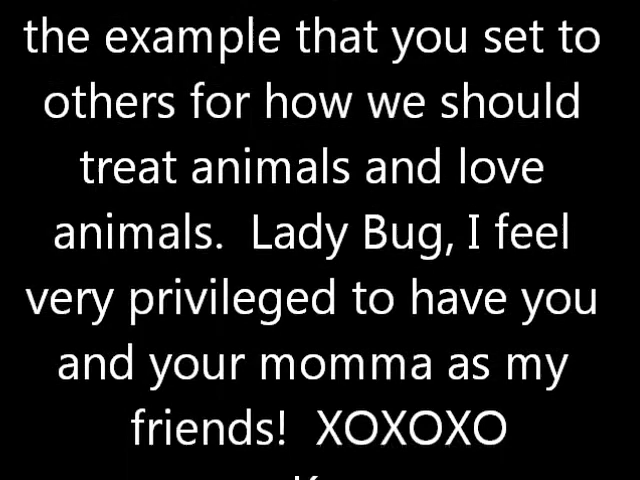 the example that you set to
others for how we should
treat animals and love
animals.  Lady Bug, I feel
very privileged to have you
and your momma as my
friends!  XOXOXO